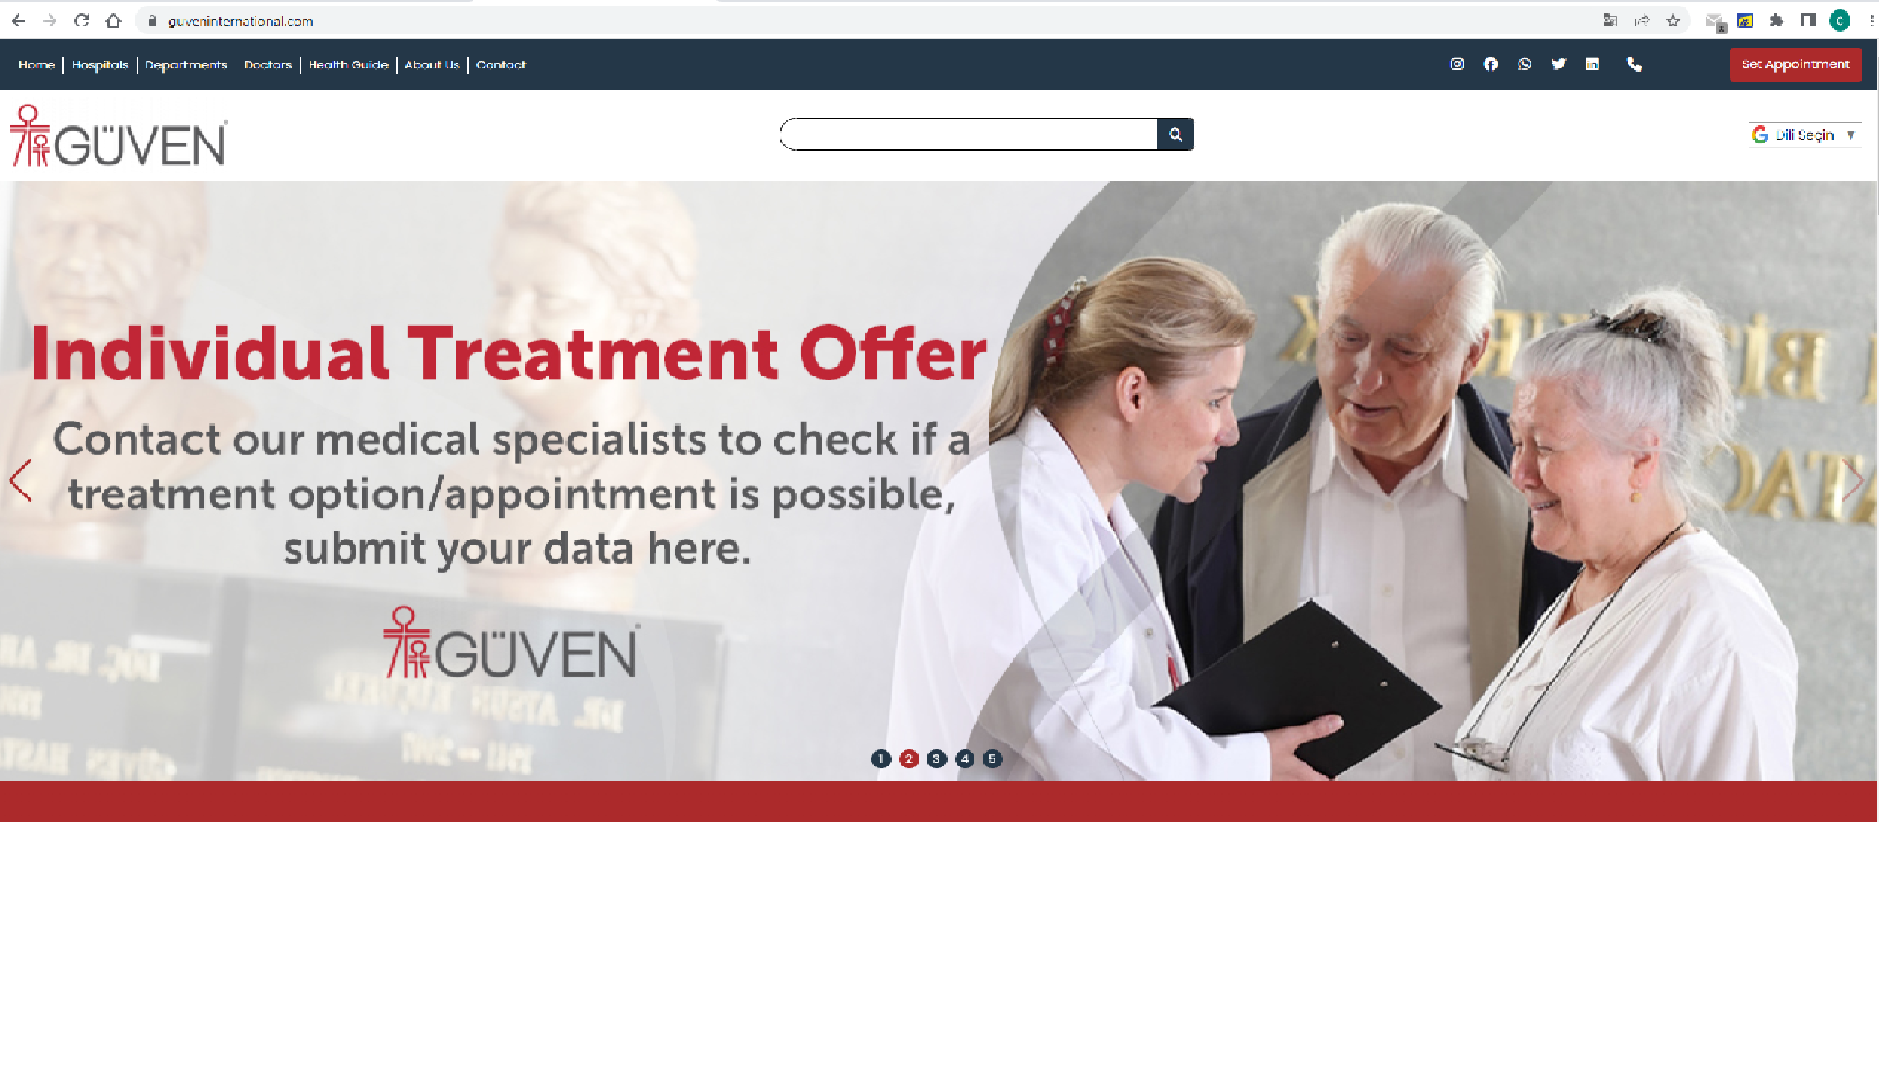 guveninternational.com
Home
Hospitals
Departments
Doctors
Health Guide
About Us
Contact
Set Appointment
GÜVEN
Dili Seçin ▼
Individual Treatment Offer
Contact our medical specialists to check if a
treatment option/appointment is possible,
submit your data here.
GÜVEN
1 2 3 4 5